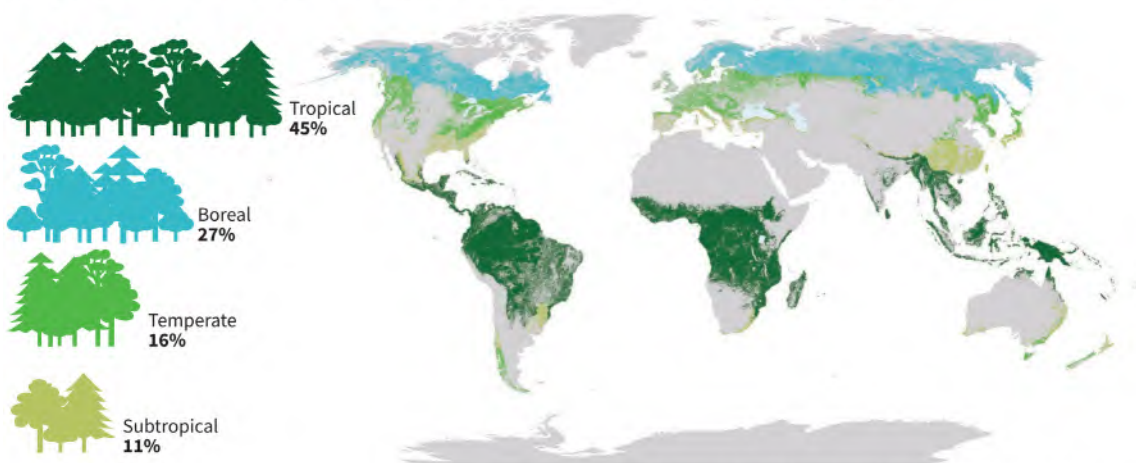 Tropical
45%
Boreal
27%
Temperate
16%
Subtropical
11%